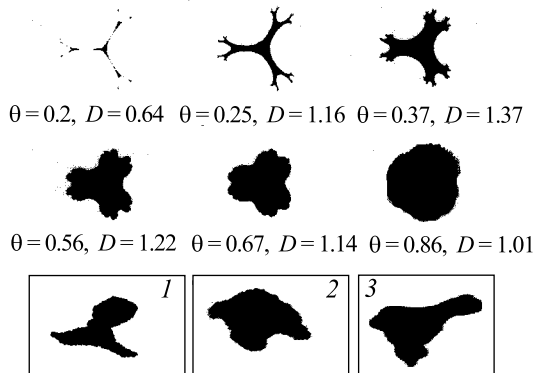 θ = 0.2, D = 0.64 θ = 0.25, D = 1.16 θ = 0.37, D = 1.37
θ = 0.56, D = 1.22 θ = 0.67, D = 1.14 θ = 0.86, D = 1.01
1 2 3